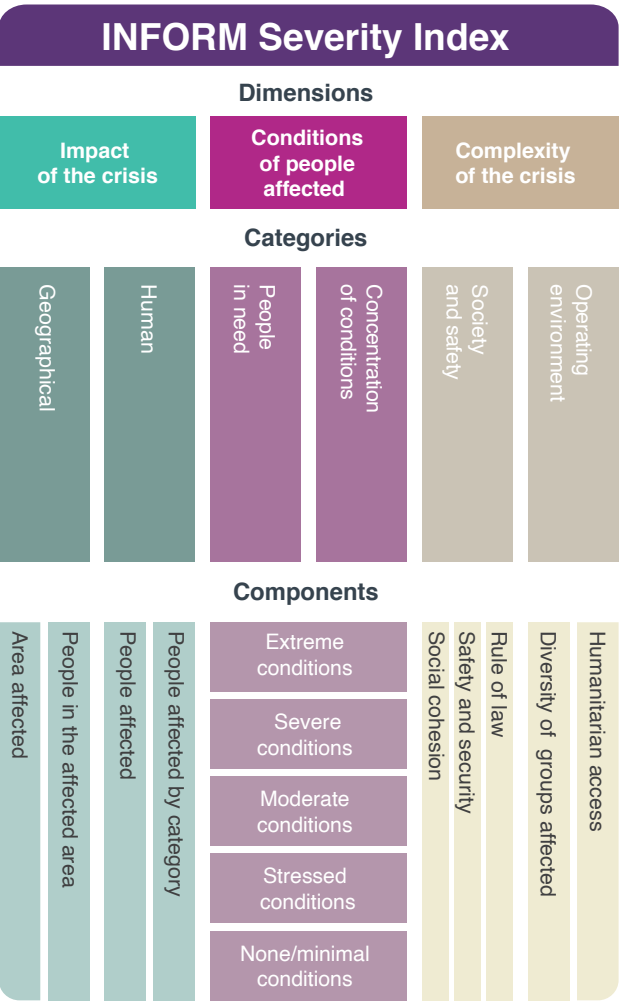 INFORM Severity Index
Dimensions
Impact
of the crisis
Conditions
of people
affected
Complexity
of the crisis
Categories
Geographical
Human
People
in need
Concentration
of conditions
Society
and safety
Operating
environment
Components
Area affected
People in the affected area
People affected
People affected by category
Extreme
conditions
Severe
conditions
Moderate
conditions
Stressed
conditions
None/minimal
conditions
Social cohesion
Safety and security
Rule of law
Diversity of groups affected
Humanitarian access